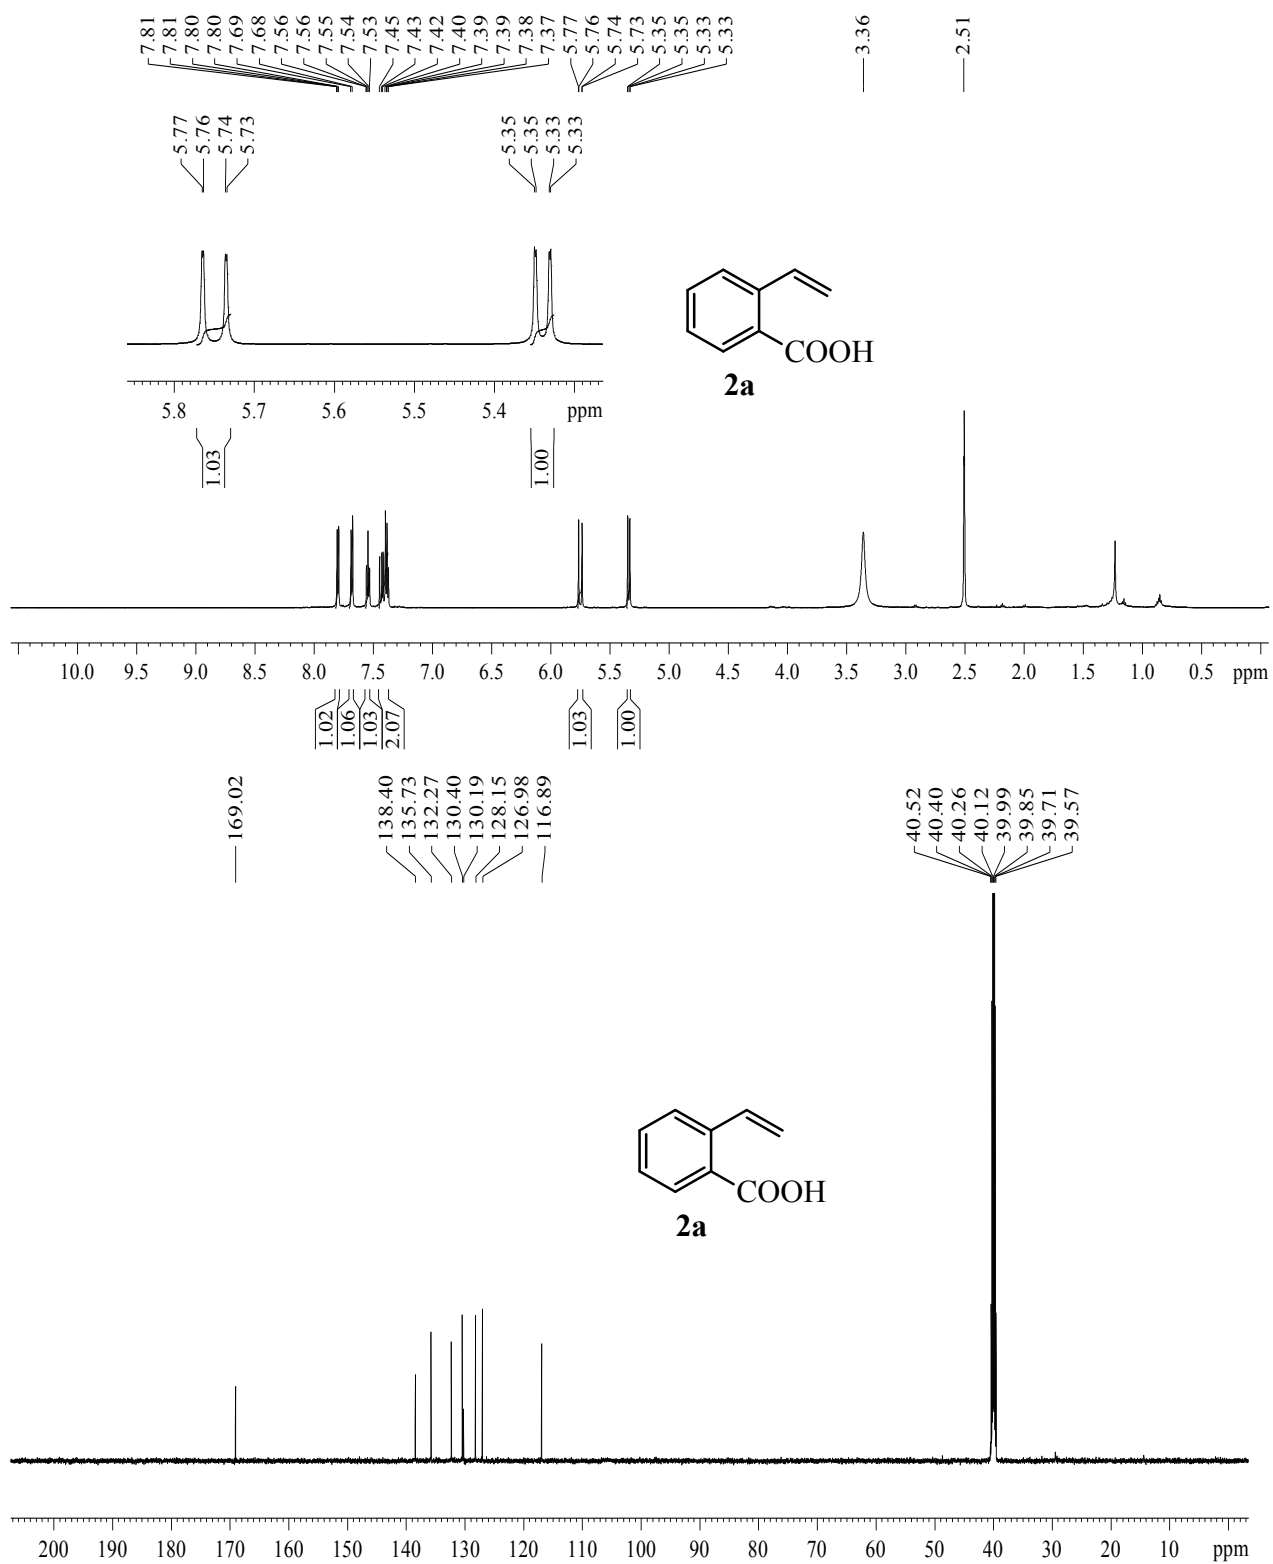 7.81 7.81 7.80 7.80 7.69 7.68 7.56 7.56 7.55 7.54 7.53 7.45 7.43 7.42 7.40 7.39 7.39 7.38 7.37 5.77 5.76 5.74 5.73 5.35 5.35 5.33 5.33 3.36 2.51
5.77 5.76 5.74 5.73 5.35 5.35 5.33 5.33
COOH
2a
5.8 5.7 5.6 5.5 5.4 ppm
1.03 1.00
10.0 9.0 8.5 8.0 7.5 7.0 6.5 6.0 5.5 5.0 4.5 4.0 3.5 3.0 2.5 2.0 1.5 1.0 0.5 ppm
1.02 1.06 1.03 2.07 1.03 1.00
169.02 138.40 135.73 132.27 130.40 130.19 128.15 126.98 116.89 40.52 40.40 40.26 40.12 39.99 39.85 39.71 39.57
COOH
2a
200 190 180 170 160 150 140 130 120 110 100 90 80 70 60 50 40 30 20 10 ppm